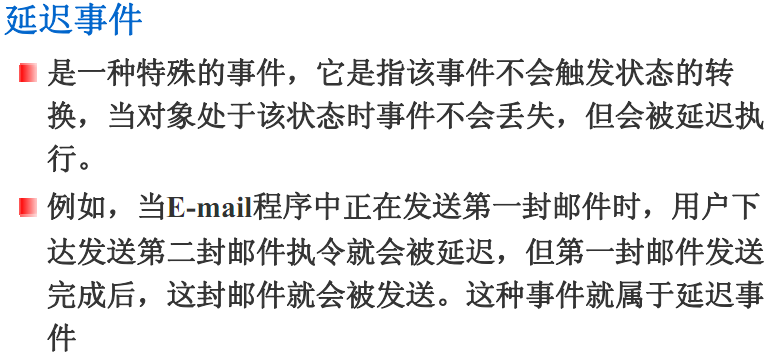 延迟事件
是一种特殊的事件，它是指该事件不会触发状态的转
换，当对象处于该状态时事件不会丢失，但会被延迟执
行。
例如，当E-mail程序中正在发送第一封邮件时，用户下
达发送第二封邮件执令就会被延迟，但第一封邮件发送
完成后，这封邮件就会被发送。这种事件就属于延迟事
件